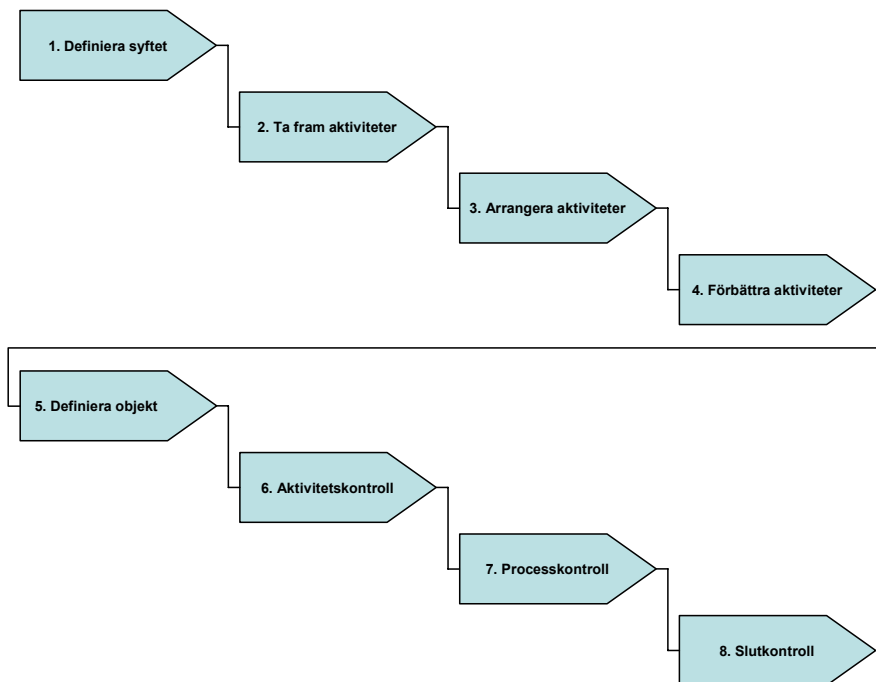 1. Definiera syftet
2. Ta fram aktiviteter
3. Arrangera aktiviteter
4. Förbättra aktiviteter
5. Definiera objekt
6. Aktivitetskontroll
7. Processkontroll
8. Slutkontroll